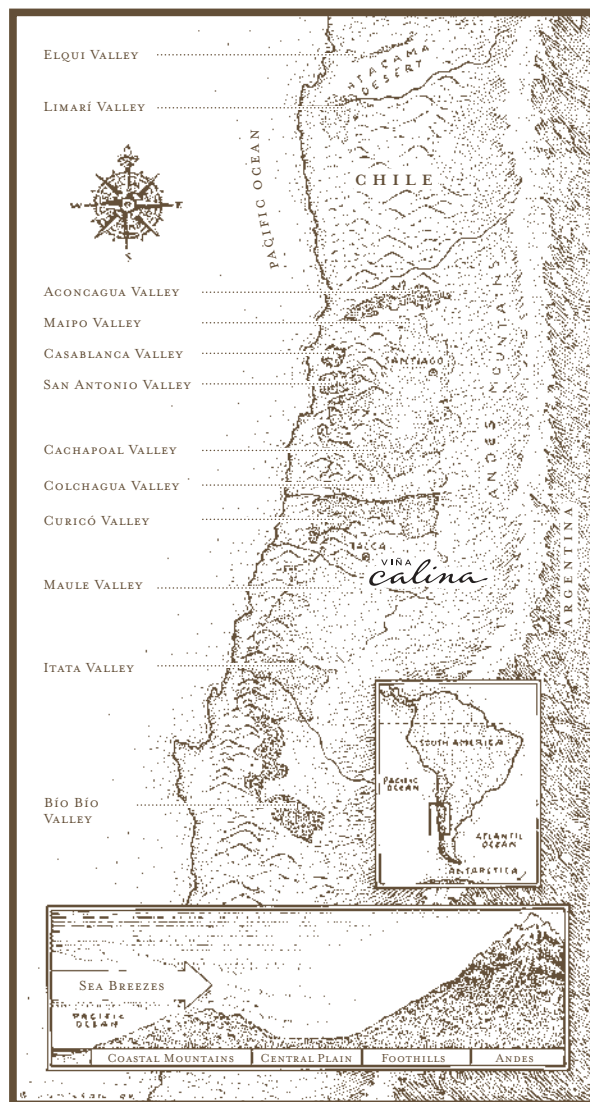 ELQUI VALLEY
ATACAMA
DESERT
LIMARÍ VALLEY
PACIFIC OCEAN
CHILE
W
E
S
ACONCAGUA VALLEY
MAIPO VALLEY
CASABLANCA VALLEY
SANTIAGO
SAN ANTONIO VALLEY
ANDES MOUNTAINS
CACHAPOAL VALLEY
COLCHAGUA VALLEY
CURICÓ VALLEY
ARGENTINA
TALCA
VIÑA
calina
MAULE VALLEY
ITATA VALLEY
SOUTH AMERICA
PACIFIC
OCEAN
ATLANTIC
OCEAN
ANTARCTICA
BÍO BÍO
VALLEY
SEA BREEZES
PACIFIC
OCEAN
COASTAL MOUNTAINS
CENTRAL PLAIN
FOOTHILLS
ANDES